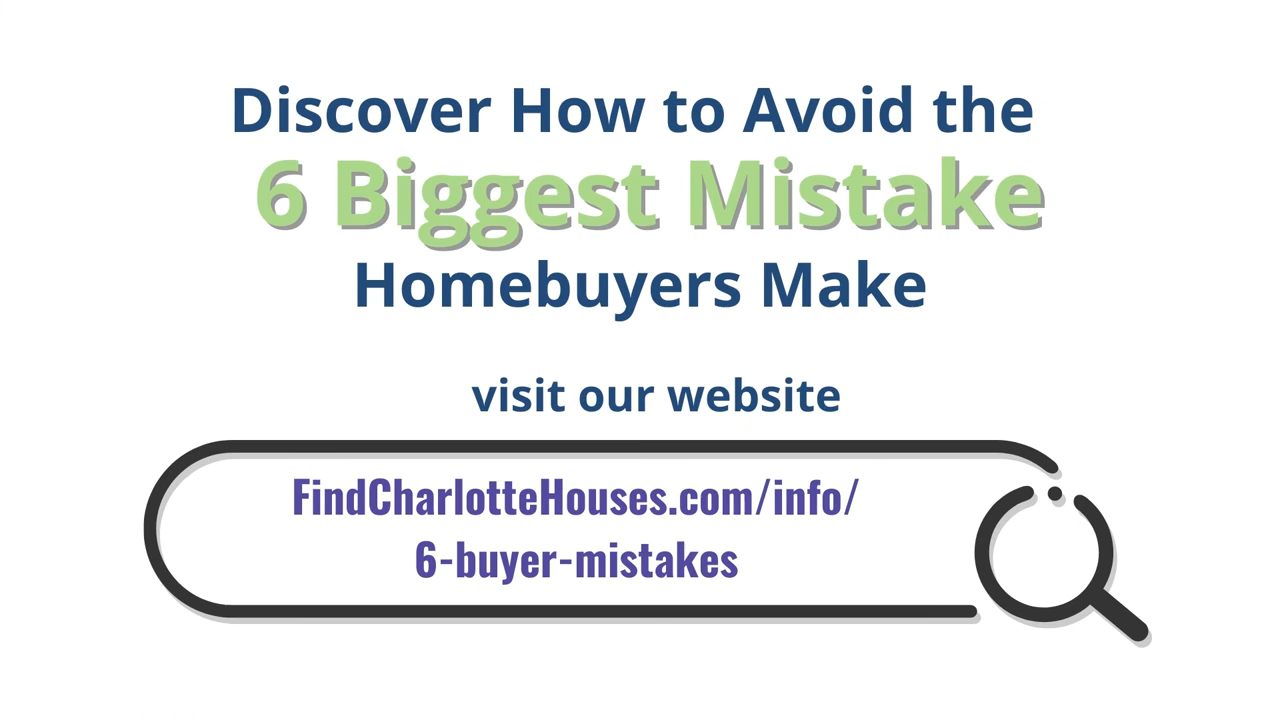 Discover How to Avoid the
6 Biggest Mistake
Homebuyers Make
visit our website
FindCharlotteHouses.com/info/
6-buyer-mistakes